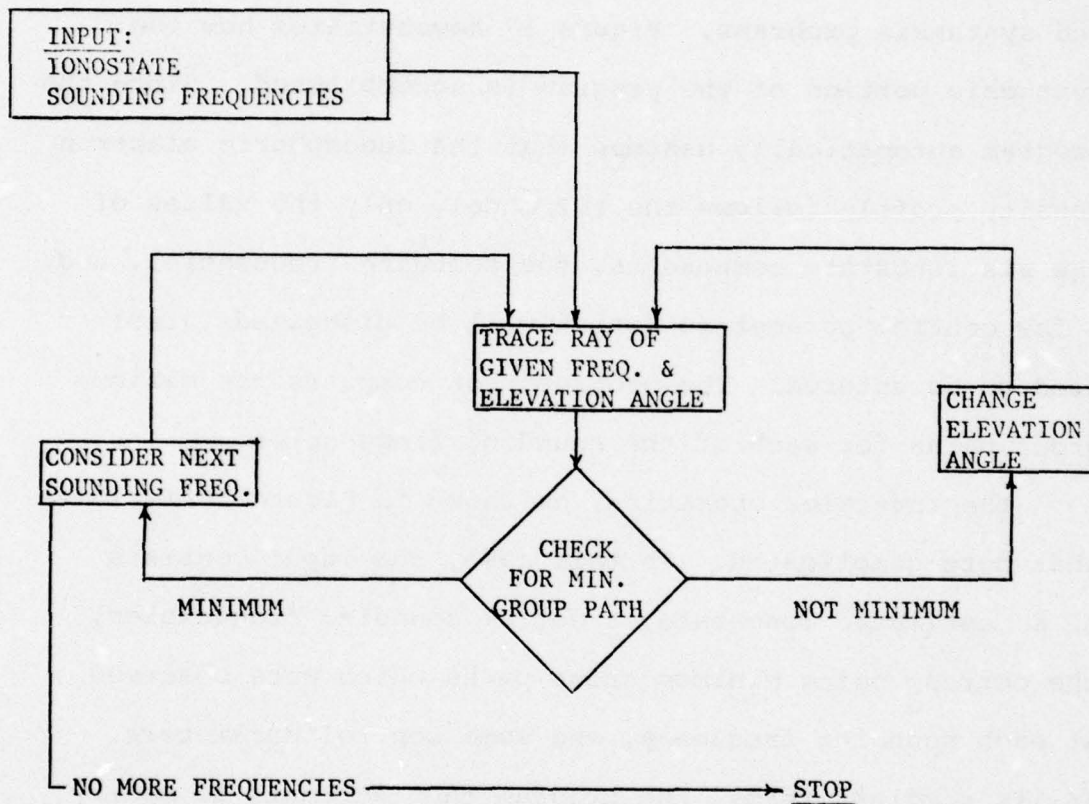 INPUT:
IONOSTATE
SOUNDING FREQUENCIES
TRACE RAY OF
GIVEN FREQ. &
ELEVATION ANGLE
CHANGE
ELEVATION
ANGLE
CONSIDER NEXT
SOUNDING FREQ.
CHECK
FOR MIN.
GROUP PATH
MINIMUM
NOT MINIMUM
NO MORE FREQUENCIES
STOP